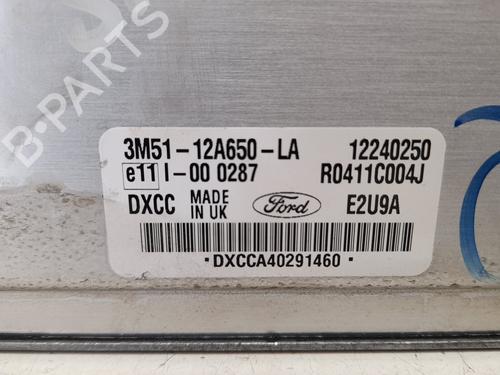 B-PARTS
3M51-12A650-LA 12240250
e11 I-00 0287 R0411C004J
DXCC MADE IN UK Ford E2U9A
·DXCCA40291460·